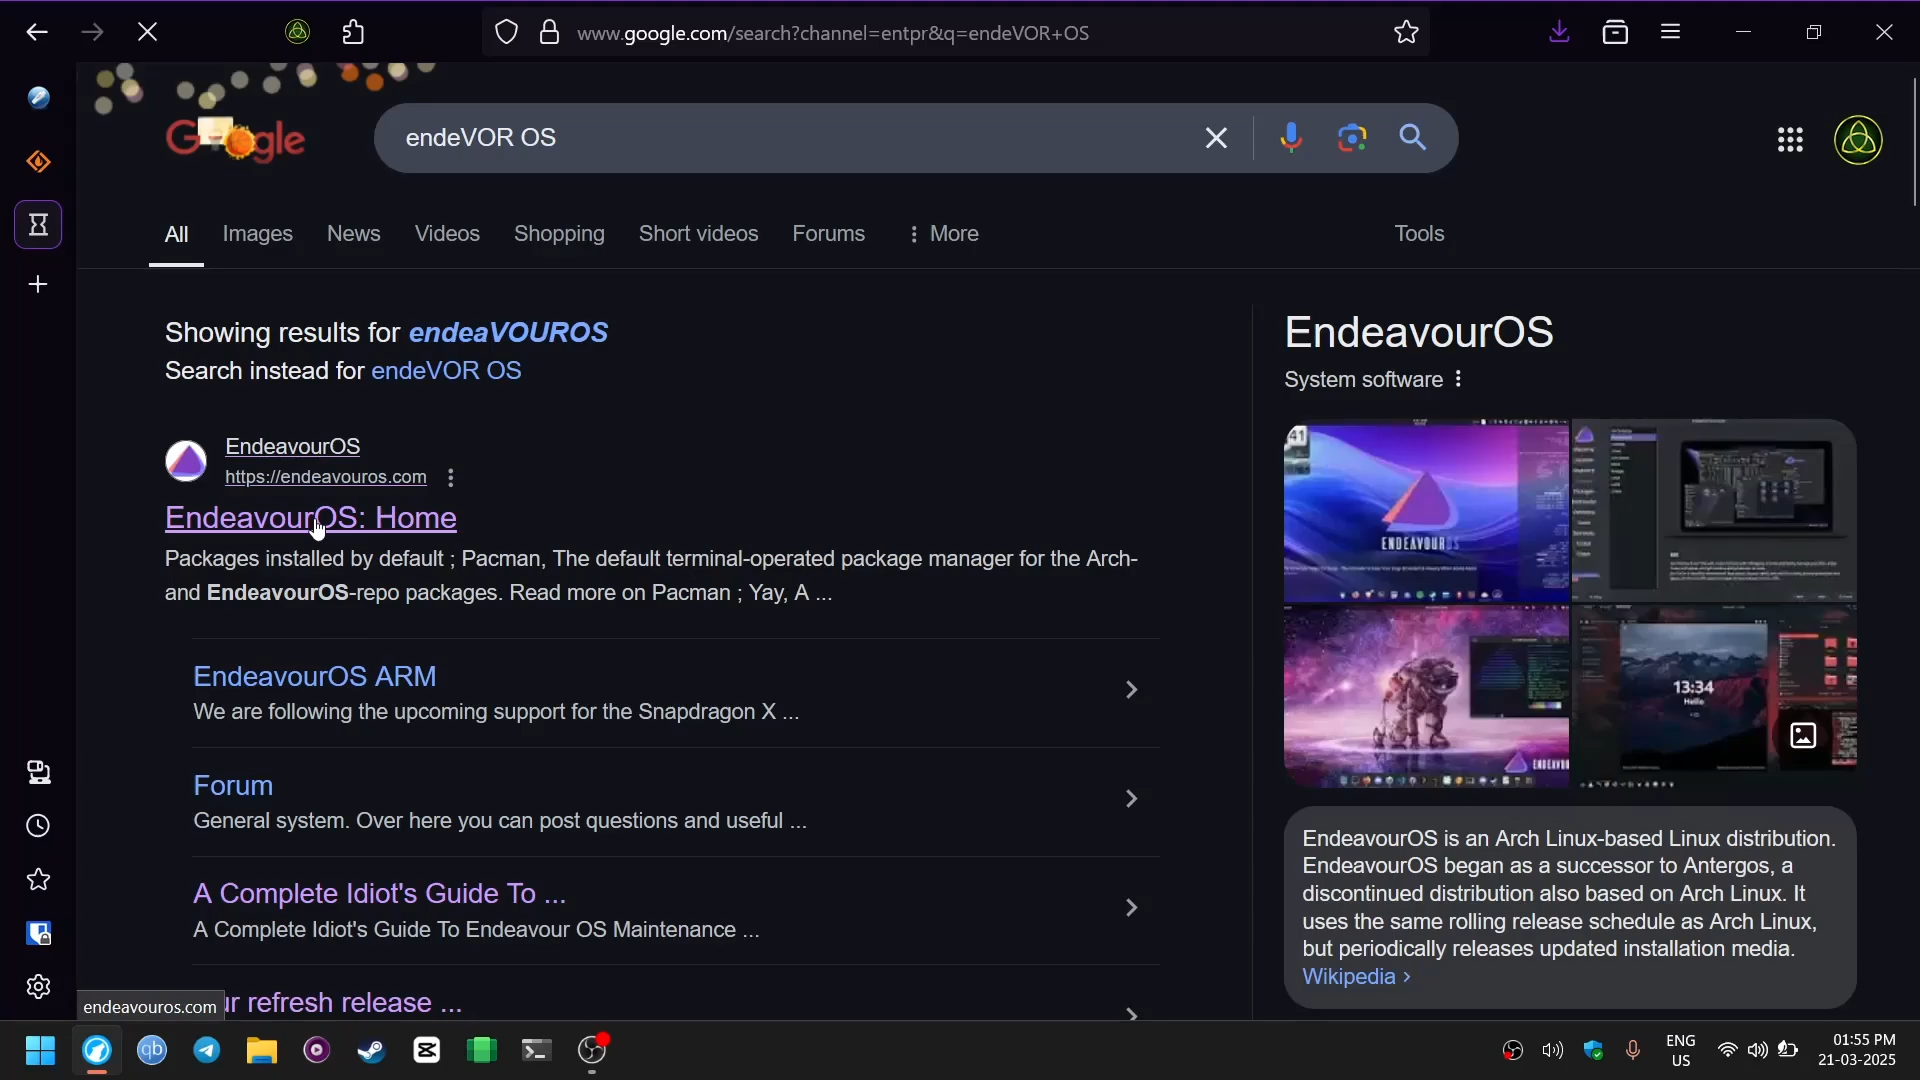 www.google.com/search?channel=entpr&q=endeVOR+OS
Google
endeVOR OS
All Images News Videos Shopping Short videos Forums More Tools
Showing results for endeaVOUROS
Search instead for endeVOR OS
EndeavourOS
https://endeavouros.com
EndeavourOS: Home
Packages installed by default ; Pacman, The default terminal-operated package manager for the Arch-
and EndeavourOS-repo packages. Read more on Pacman ; Yay, A ...
EndeavourOS ARM
We are following the upcoming support for the Snapdragon X ...
Forum
General system. Over here you can post questions and useful ...
A Complete Idiot's Guide To ...
A Complete Idiot's Guide To Endeavour OS Maintenance ...
ur refresh release ...
endeavouros.com
EndeavourOS
System software
41
ENDEAVOUROS
ENDEAVOU
13:34
Hello
EndeavourOS is an Arch Linux-based Linux distribution.
EndeavourOS began as a successor to Antergos, a
discontinued distribution also based on Arch Linux. It
uses the same rolling release schedule as Arch Linux,
but periodically releases updated installation media.
Wikipedia ›
qb
ENG
US
01:55 PM
21-03-2025